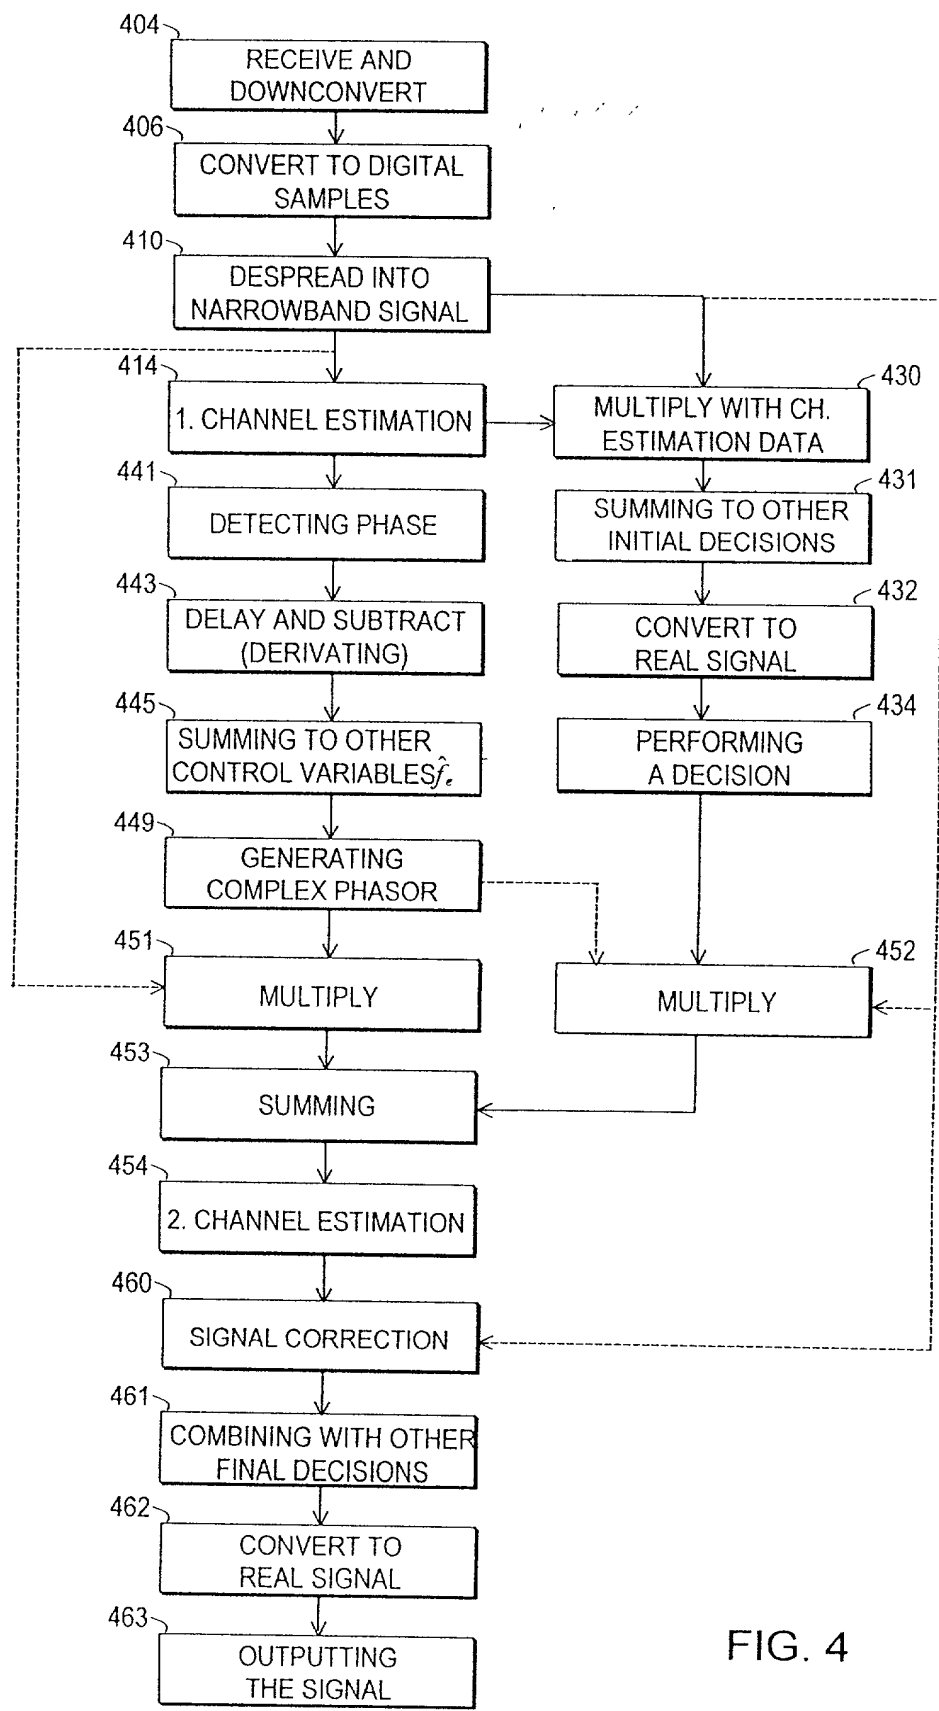 404
RECEIVE AND
DOWNCONVERT
406
CONVERT TO DIGITAL
SAMPLES
410
DESPREAD INTO
NARROWBAND SIGNAL
414
1. CHANNEL ESTIMATION
430
MULTIPLY WITH CH.
ESTIMATION DATA
441
DETECTING PHASE
431
SUMMING TO OTHER
INITIAL DECISIONS
443
DELAY AND SUBTRACT
(DERIVATING)
432
CONVERT TO
REAL SIGNAL
445
SUMMING TO OTHER
CONTROL VARIABLES f̂e
434
PERFORMING
A DECISION
449
GENERATING
COMPLEX PHASOR
451
MULTIPLY
452
MULTIPLY
453
SUMMING
454
2. CHANNEL ESTIMATION
460
SIGNAL CORRECTION
461
COMBINING WITH OTHER
FINAL DECISIONS
462
CONVERT TO
REAL SIGNAL
463
OUTPUTTING
THE SIGNAL
FIG. 4